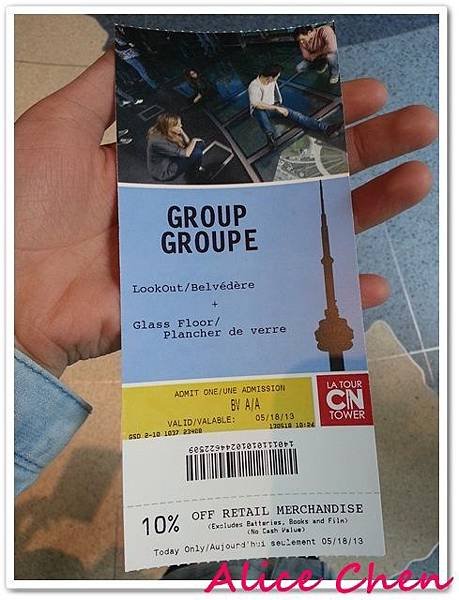 GROUP
GROUPE
LookOut/Belvédère
+
Glass Floor/
Plancher de verre
ADMIT ONE/UNE ADMISSION
BV A/A
VALID/VALABLE: 05/18/13
GSD 2-10 1037 23408
130518 10:26
LA TOUR
CN
TOWER
1401110101024462509
10% OFF RETAIL MERCHANDISE
(Excludes Batteries, Books and Film)
(No Cash Value)
Today Only/Aujourd'hui seulement 05/18/13
Alice Chen